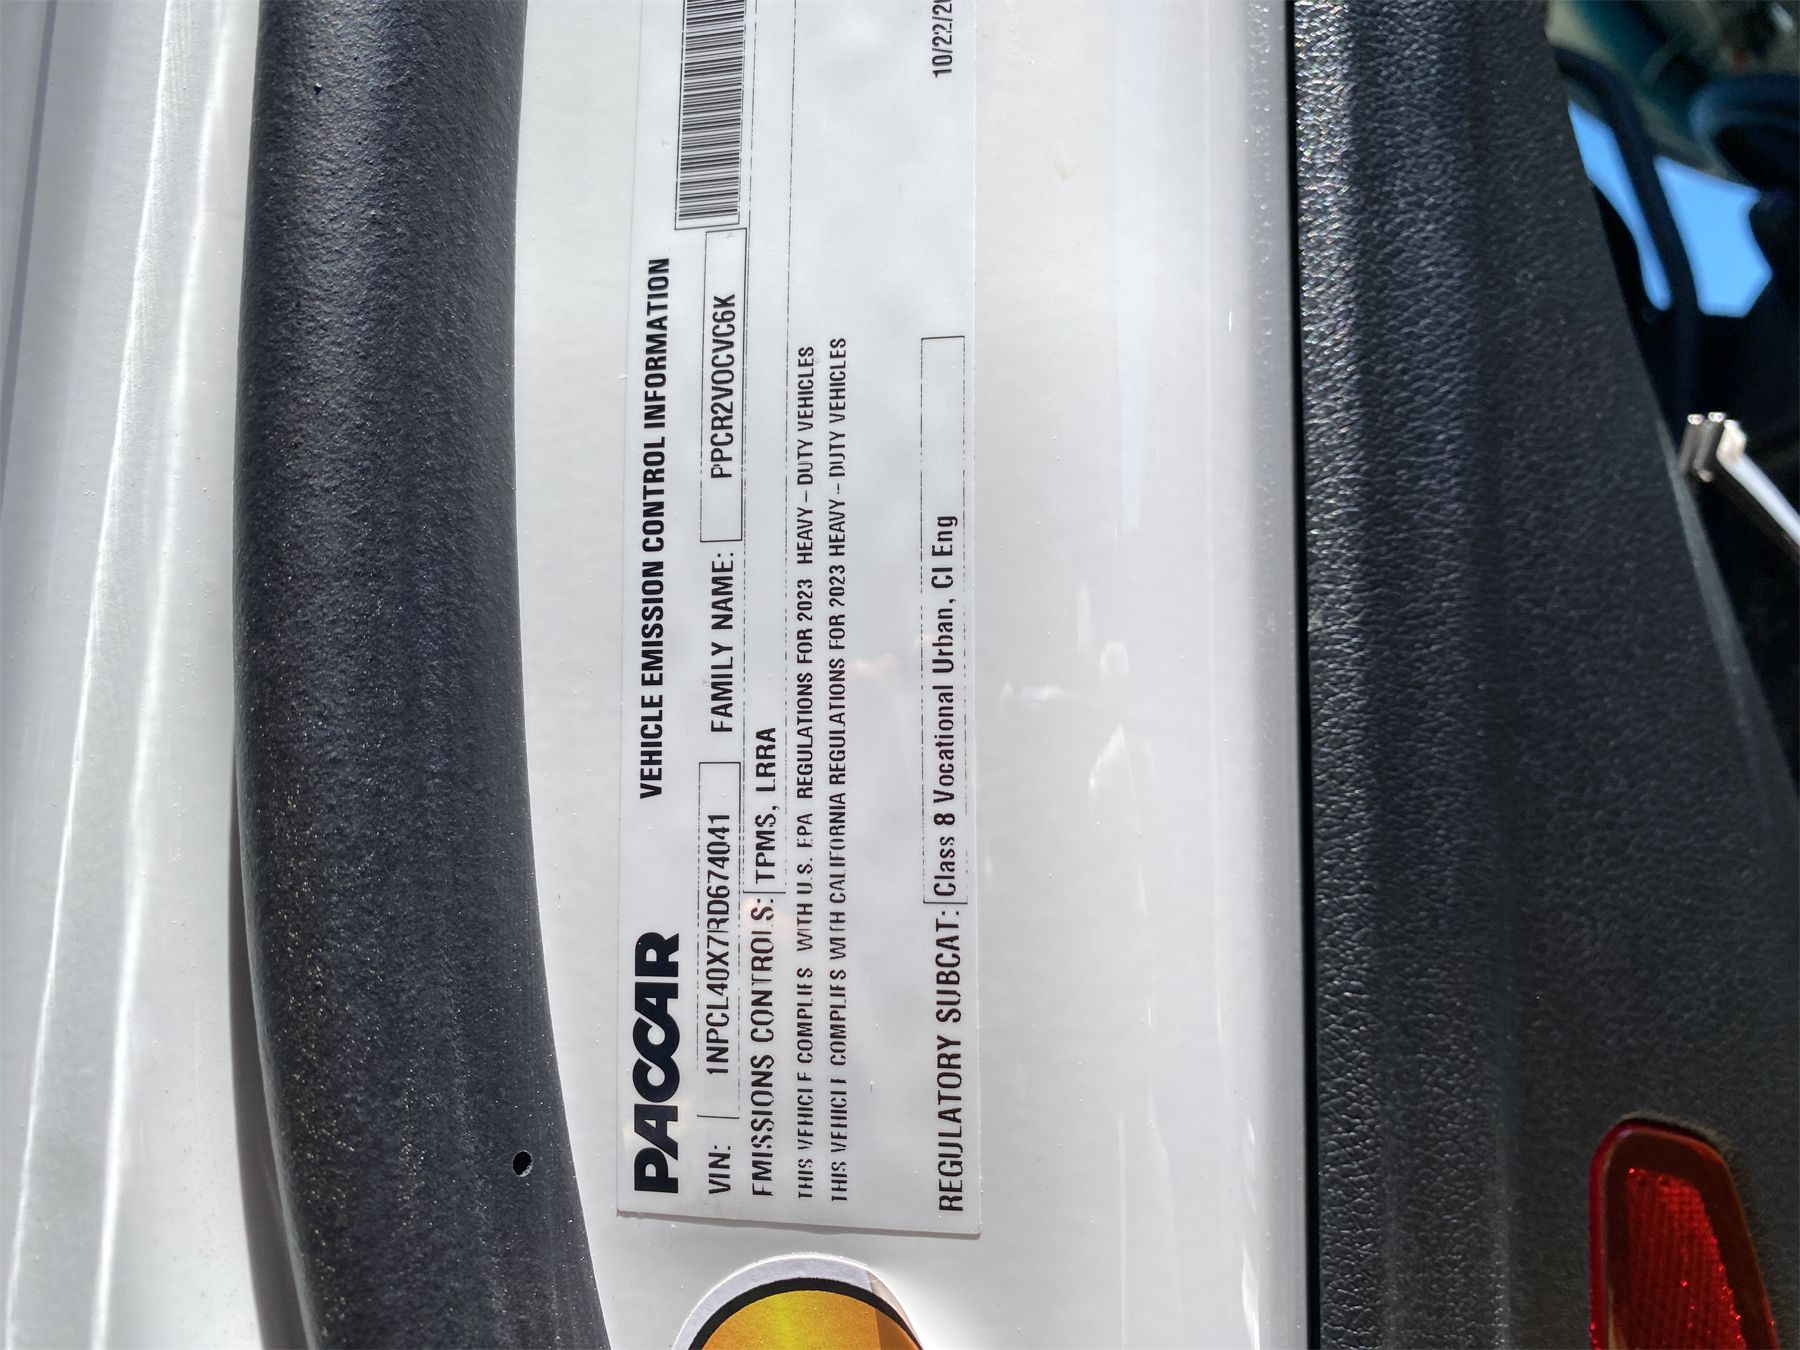 PACCAR VEHICLE EMISSION CONTROL INFORMATION
VIN: 1NPCL40X7RD674041 FAMILY NAME: PPCR2VOCVC6K
EMISSIONS CONTROLS: TPMS, LRRA
THIS VEHICLE COMPLIES WITH U.S. EPA REGULATIONS FOR 2023 HEAVY - DUTY VEHICLES
THIS VEHICLE COMPLIES WITH CALIFORNIA REGULATIONS FOR 2023 HEAVY - DUTY VEHICLES
REGULATORY SUBCAT: Class 8 Vocational Urban, CI Eng